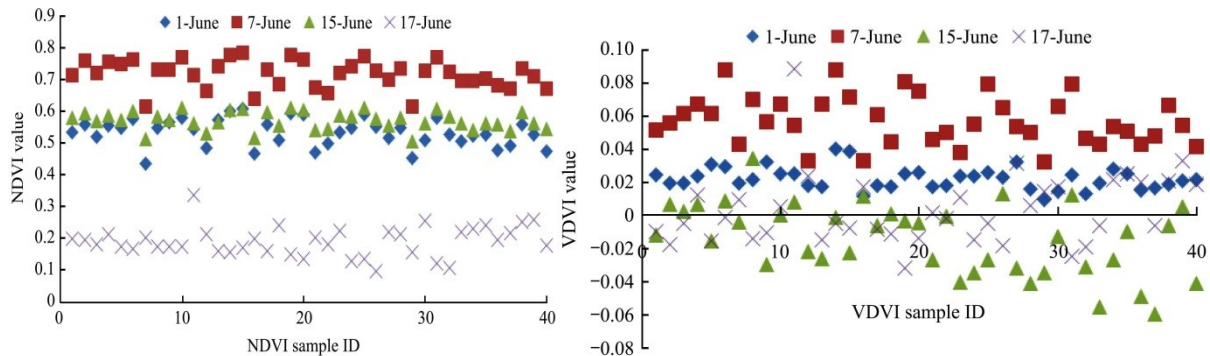 1-June 7-June 15-June 17-June
0.9
0.8
0.7
0.6
0.5
0.4
0.3
0.2
0.1
0
0 10 20 30 40
NDVI value
NDVI sample ID
1-June 7-June 15-June 17-June
0.10
0.08
0.06
0.04
0.02
0
−0.02
−0.04
−0.06
−0.08
0 10 20 30 40
VDVI value
VDVI sample ID